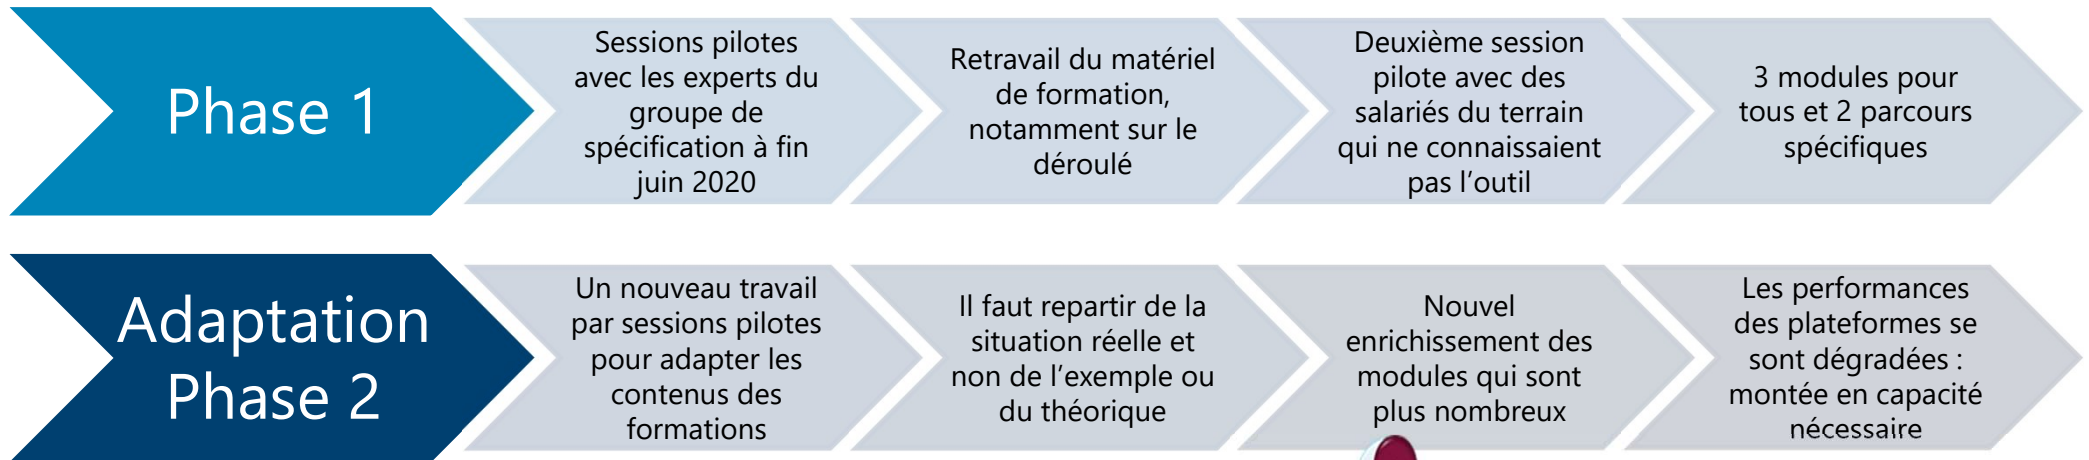 Phase 1
Sessions pilotes
avec les experts du
groupe de
spécification à fin
juin 2020
Retravail du matériel
de formation,
notamment sur le
déroulé
Deuxième session
pilote avec des
salariés du terrain
qui ne connaissaient
pas l’outil
3 modules pour
tous et 2 parcours
spécifiques
Adaptation
Phase 2
Un nouveau travail
par sessions pilotes
pour adapter les
contenus des
formations
Il faut repartir de la
situation réelle et
non de l’exemple ou
du théorique
Nouvel
enrichissement des
modules qui sont
plus nombreux
Les performances
des plateformes se
sont dégradées :
montée en capacité
nécessaire